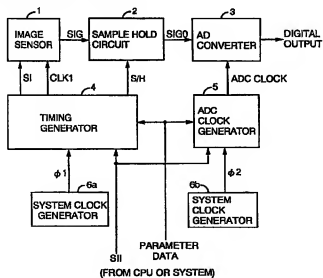 1
2
3
IMAGE SENSOR
SIG
SAMPLE HOLD CIRCUIT
SIG0
AD CONVERTER
DIGITAL OUTPUT
SI
CLK1
S/H
ADC CLOCK
4
5
TIMING GENERATOR
ADC CLOCK GENERATOR
ϕ1
ϕ2
6a
6b
SYSTEM CLOCK GENERATOR
SYSTEM CLOCK GENERATOR
SII
PARAMETER DATA
(FROM CPU OR SYSTEM)